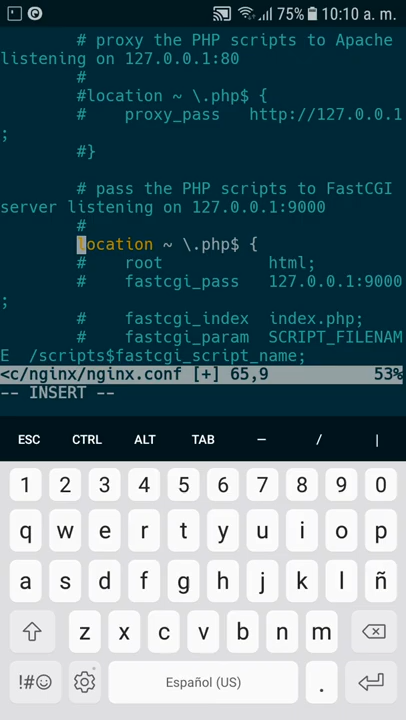 75% 10:10 a. m.
# proxy the PHP scripts to Apache
listening on 127.0.0.1:80
#
#location ~ \.php$ {
#    proxy_pass   http://127.0.0.1
;
#}
# pass the PHP scripts to FastCGI
server listening on 127.0.0.1:9000
#
location ~ \.php$ {
#    root           html;
#    fastcgi_pass   127.0.0.1:9000
;
#    fastcgi_index  index.php;
#    fastcgi_param  SCRIPT_FILENAM
E  /scripts$fastcgi_script_name;
<c/nginx/nginx.conf [+] 65,9 53%
-- INSERT --
ESC CTRL ALT TAB — / |
1 2 3 4 5 6 7 8 9 0
q w e r t y u i o p
a s d f g h j k l ñ
z x c v b n m
!#☺ Español (US) .